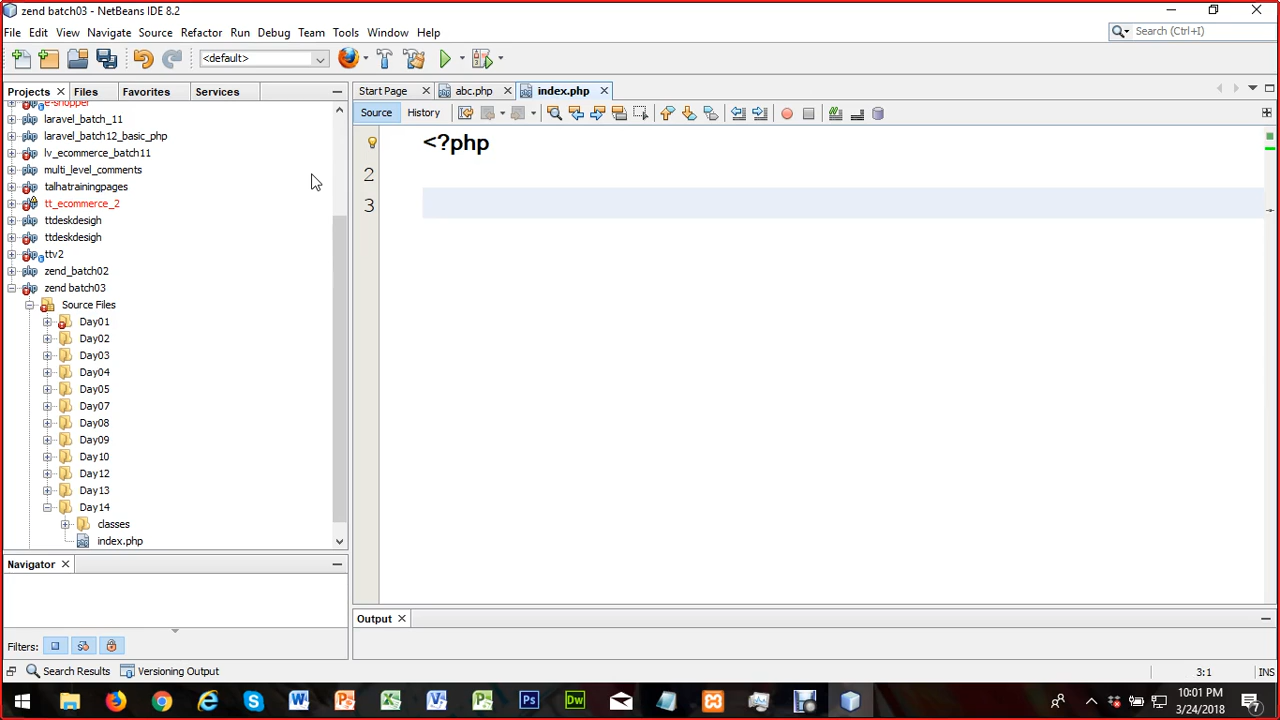 zend batch03 - NetBeans IDE 8.2
File Edit View Navigate Source Refactor Run Debug Team Tools Window Help
Search (Ctrl+I)
<default>
Projects Files Favorites Services
Start Page abc.php index.php
Source History
e-shopper
laravel_batch_11
laravel_batch12_basic_php
lv_ecommerce_batch11
multi_level_comments
talhatrainingpages
tt_ecommerce_2
ttdeskdesigh
ttdeskdesigh
ttv2
zend_batch02
zend batch03
Source Files
Day01
Day02
Day03
Day04
Day05
Day07
Day08
Day09
Day10
Day12
Day13
Day14
classes
index.php
<?php
2
3
Navigator
Filters:
Output
Search Results Versioning Output
3:1 INS
10:01 PM
3/24/2018
7